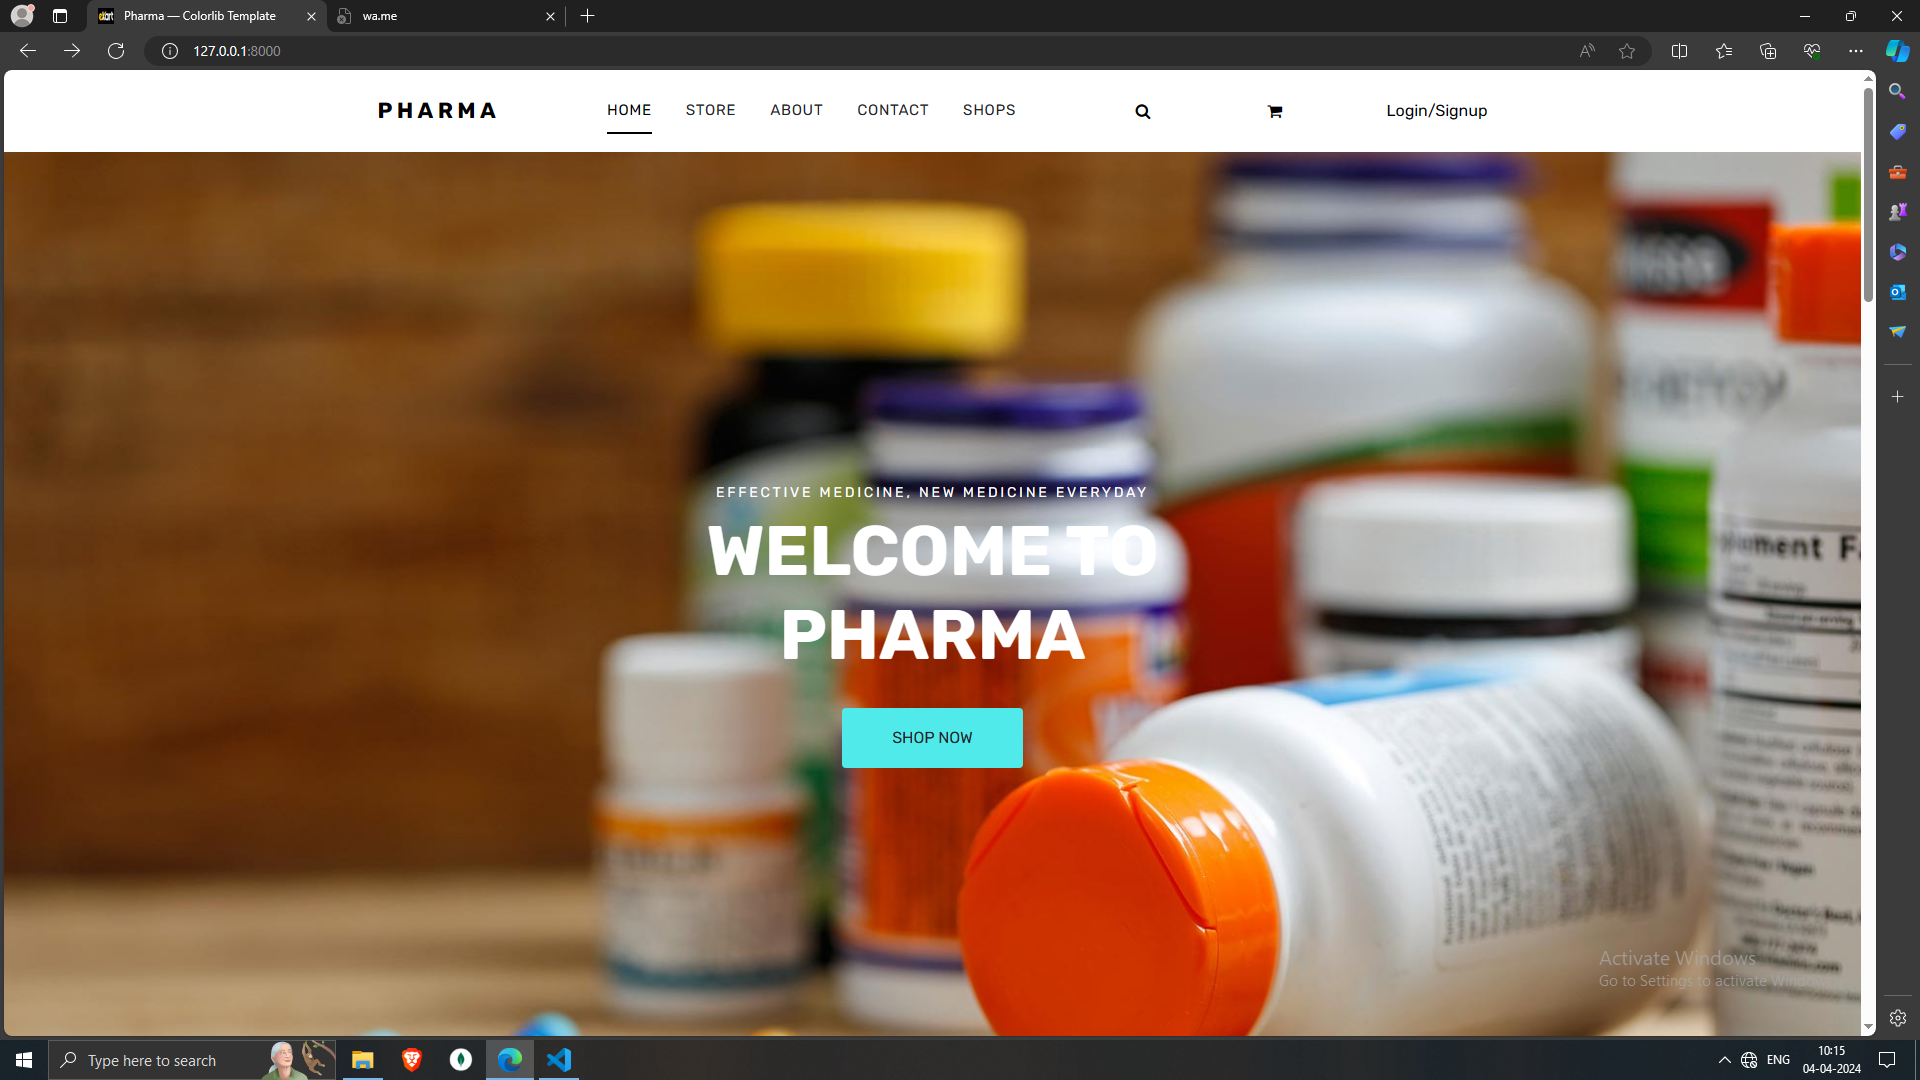 Pharma — Colorlib Template
wa.me
127.0.0.1:8000
PHARMA
HOME STORE ABOUT CONTACT SHOPS Login/Signup
EFFECTIVE MEDICINE, NEW MEDICINE EVERYDAY
WELCOME TO
PHARMA
SHOP NOW
Activate Windows
Go to Settings to activate Windows
Type here to search
ENG
10:15
04-04-2024